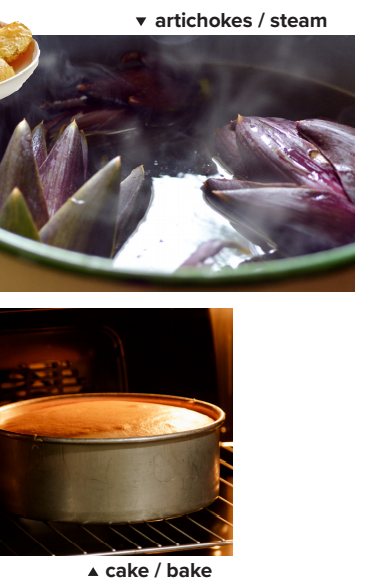 ▼ artichokes / steam
▲ cake / bake